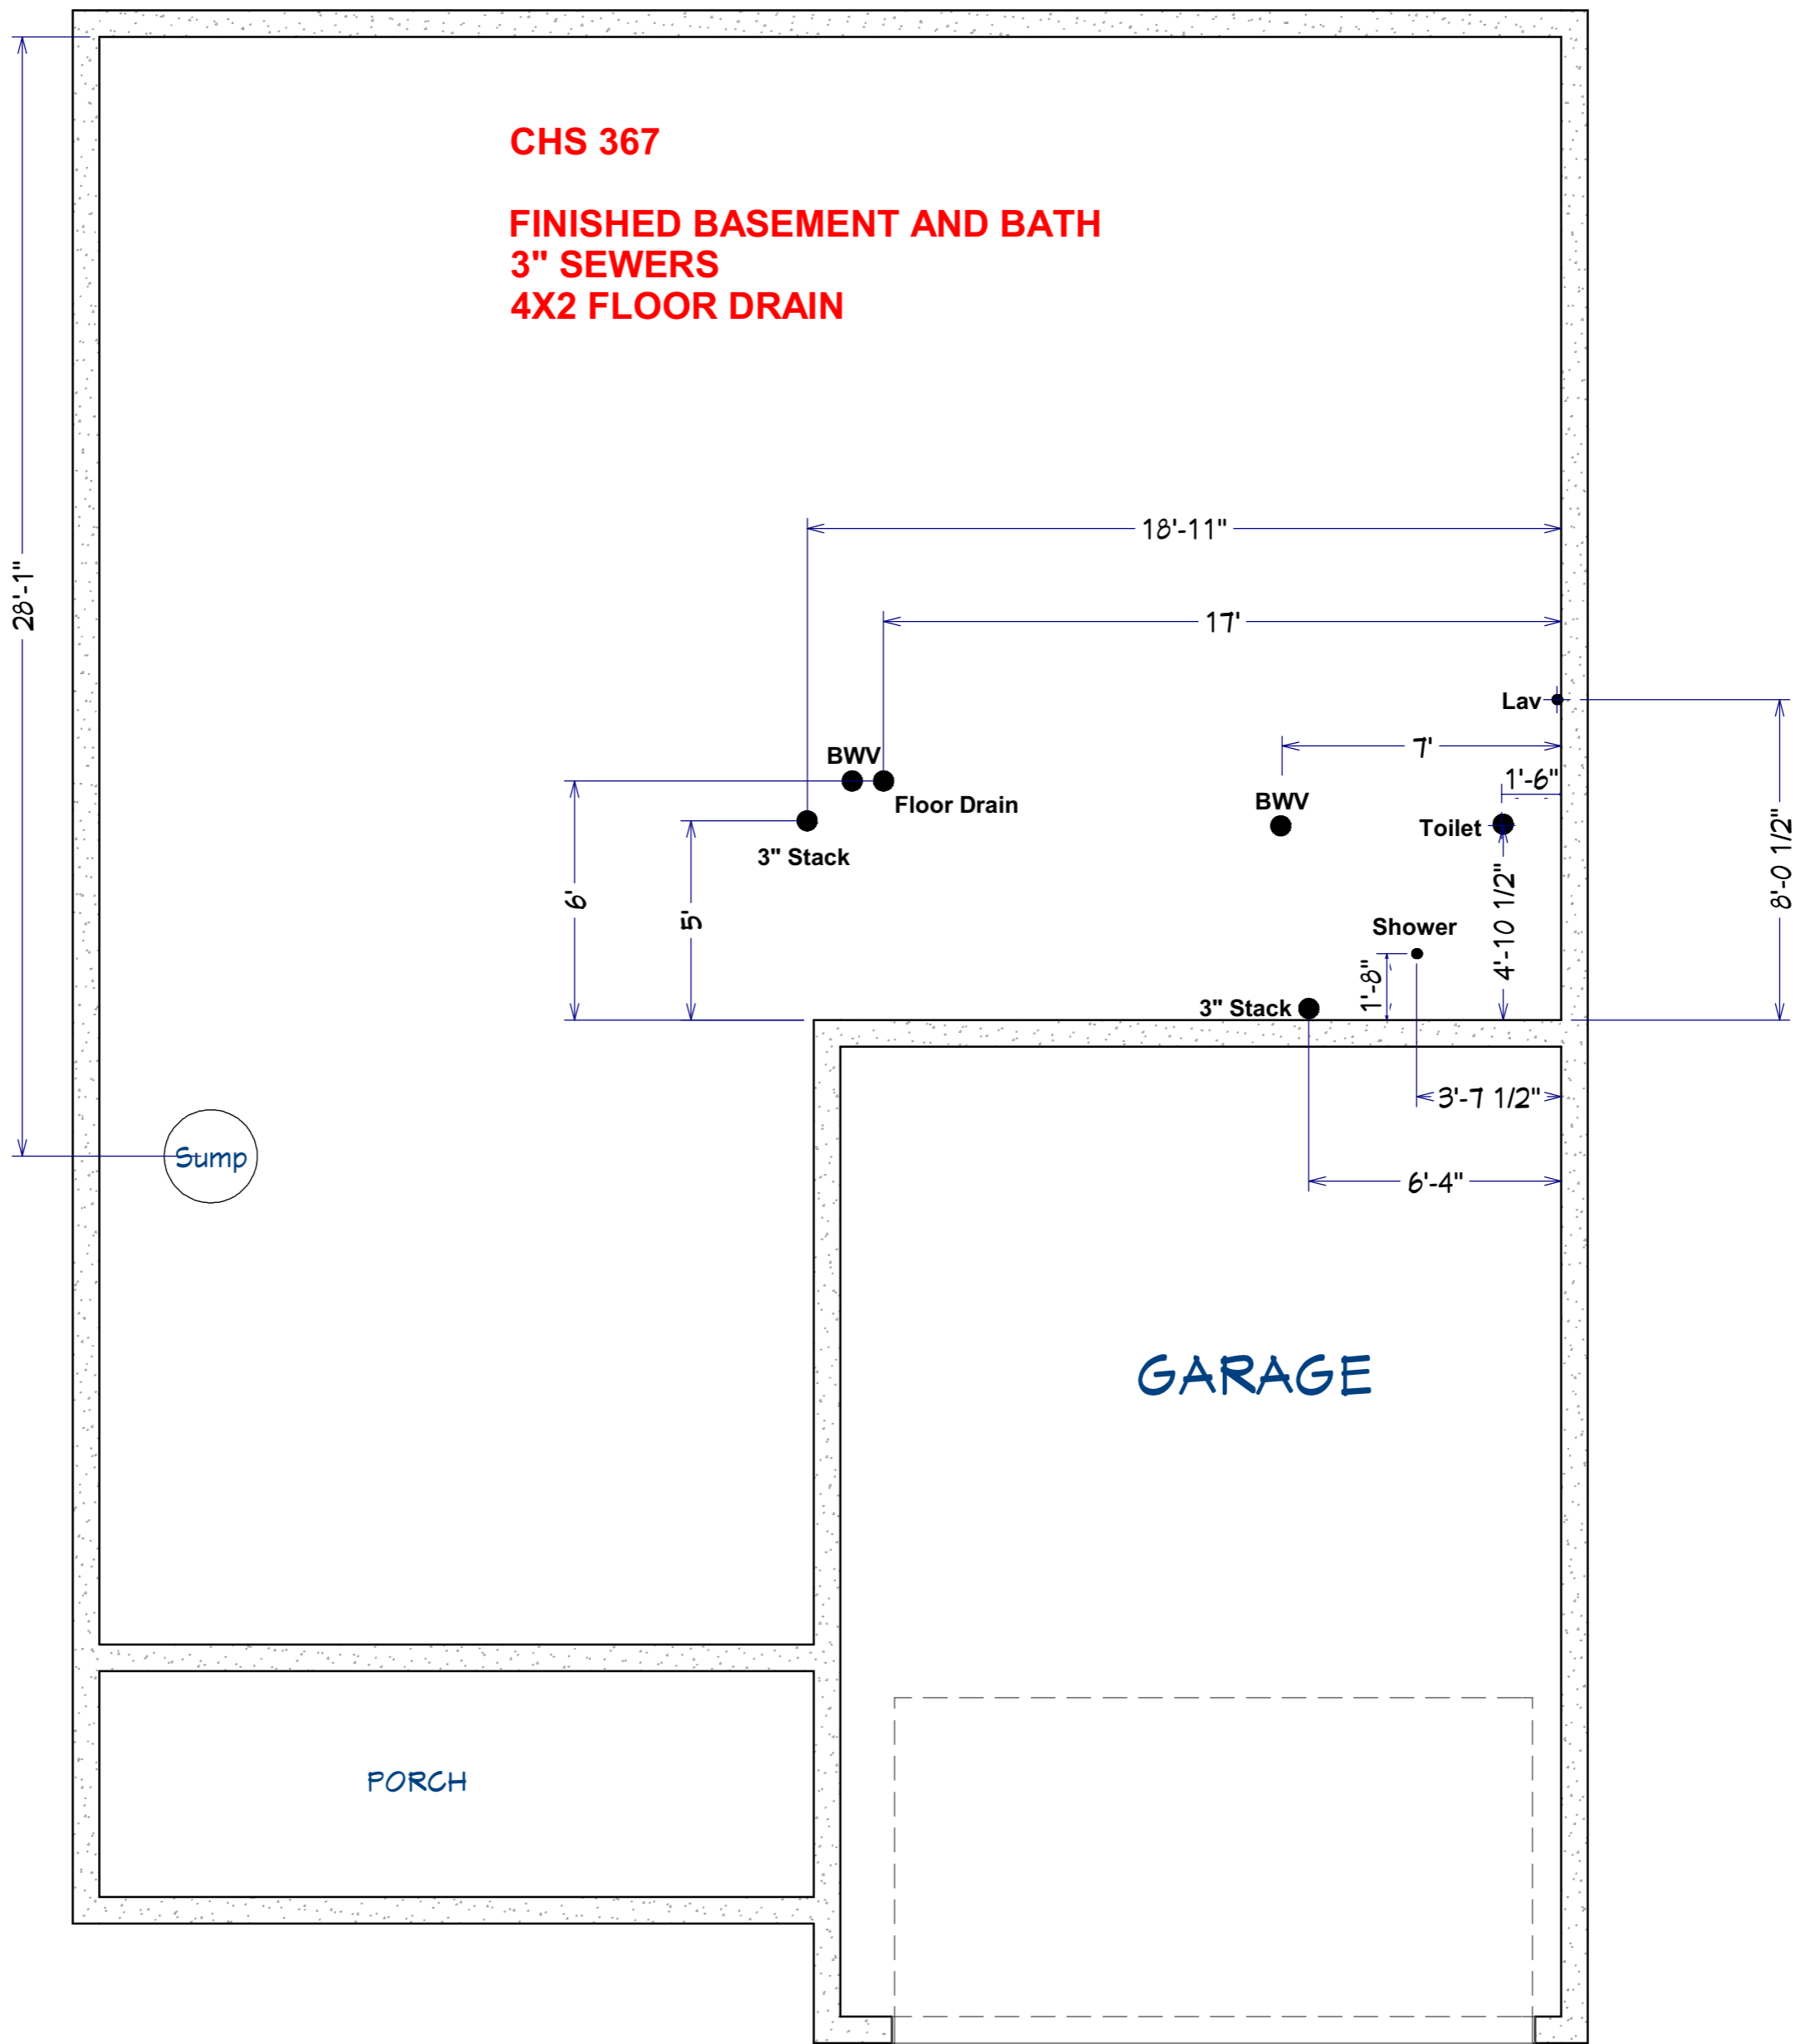 CHS 367
FINISHED BASEMENT AND BATH
3" SEWERS
4X2 FLOOR DRAIN
18'-11"
28'-1"
17'
Lav
7'
BWV
1'-6"
Floor Drain
BWV
Toilet
3" Stack
8'-0 1/2"
6'
5'
4'-10 1/2"
Shower
1'-8"
3" Stack
3'-7 1/2"
Sump
6'-4"
GARAGE
PORCH